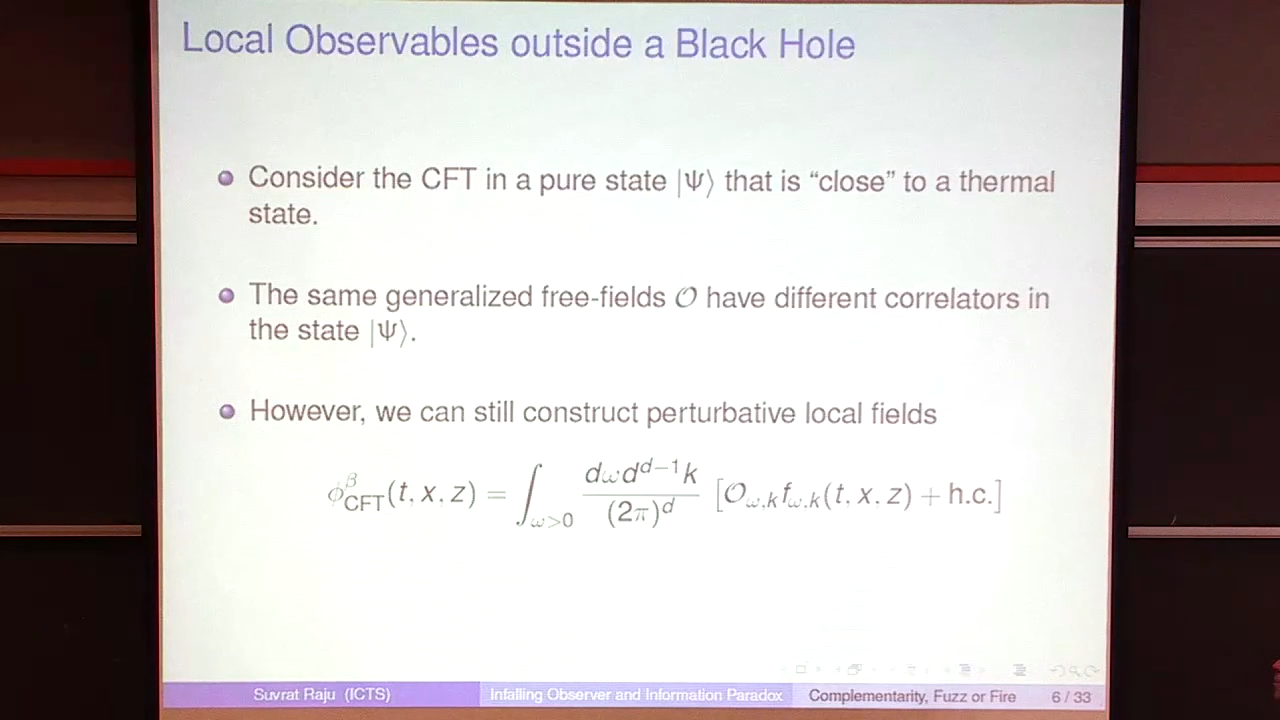 Local Observables outside a Black Hole
Consider the CFT in a pure state |Ψ⟩ that is “close” to a thermal
state.
The same generalized free-fields 𝒪 have different correlators in
the state |Ψ⟩.
However, we can still construct perturbative local fields
ϕ^β_CFT(t, x, z) = ∫_{ω>0} dωd^{d−1}k / (2π)^d [𝒪_{ω,k} f_{ω,k}(t, x, z) + h.c.]
Suvrat Raju (ICTS) Infalling Observer and Information Paradox Complementarity, Fuzz or Fire 6 / 33